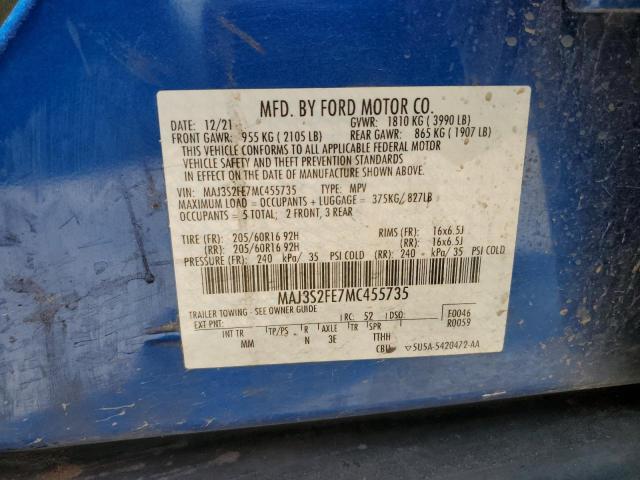 MFD. BY FORD MOTOR CO.
DATE: 12/21 GVWR: 1810 KG ( 3990 LB)
FRONT GAWR: 955 KG ( 2105 LB) REAR GAWR: 865 KG ( 1907 LB)
THIS VEHICLE CONFORMS TO ALL APPLICABLE FEDERAL MOTOR
VEHICLE SAFETY AND THEFT PREVENTION STANDARDS
IN EFFECT ON THE DATE OF MANUFACTURE SHOWN ABOVE.
VIN: MAJ3S2FE7MC455735 TYPE: MPV
MAXIMUM LOAD = OCCUPANTS + LUGGAGE = 375KG/ 827LB
OCCUPANTS = 5 TOTAL; 2 FRONT, 3 REAR
TIRE (FR): 205/60R16 92H RIMS (FR): 16x6.5J
(RR): 205/60R16 92H (RR): 16x6.5J
PRESSURE (FR): 240 kPa/ 35 PSI COLD (RR): 240 kPa/ 35 PSI COLD
MAJ3S2FE7MC455735
TRAILER TOWING - SEE OWNER GUIDE
EXT PNT: RC: 52 DSO: F0046
R0059
INT TR TP/PS R AXLE TR SPR
MM N 3E TTHH
CBU 5U5A-5420472-AA